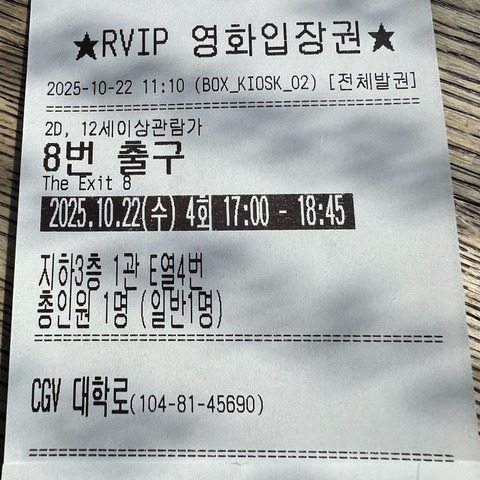 ★RVIP 영화입장권★
2025-10-22 11:10 (BOX_KIOSK_02) [전체발권]
2D, 12세이상관람가
8번 출구
The Exit 8
2025.10.22(수) 4회 17:00 - 18:45
지하3층 1관 E열4번
총인원 1명 (일반1명)
CGV 대학로(104-81-45690)